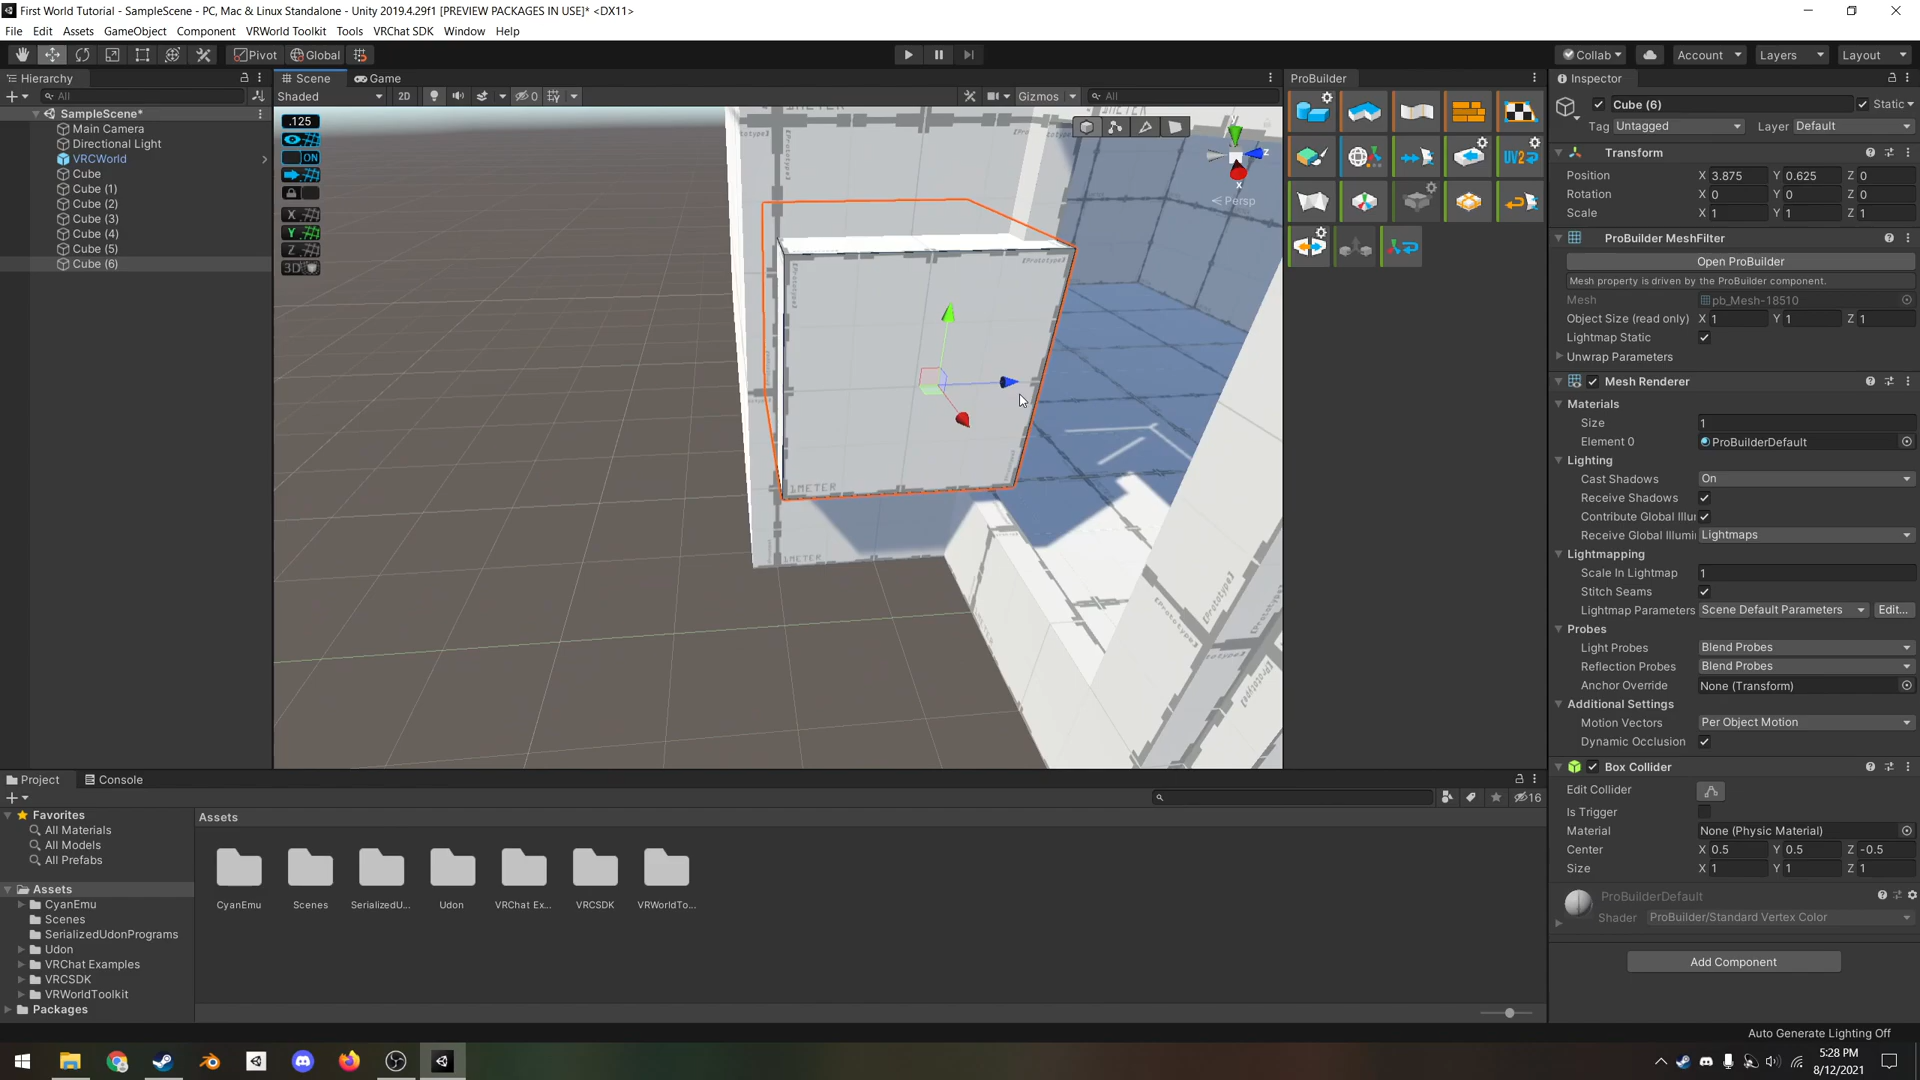 First World Tutorial - SampleScene - PC, Mac & Linux Standalone - Unity 2019.4.29f1 [PREVIEW PACKAGES IN USE]* <DX11>
File Edit Assets GameObject Component VRWorld Toolkit Tools VRChat SDK Window Help
Pivot Global Collab Account Layers Layout
Hierarchy
All
SampleScene*
Main Camera
Directional Light
VRCWorld
Cube
Cube (1)
Cube (2)
Cube (3)
Cube (4)
Cube (5)
Cube (6)
Scene Game
Shaded 2D 0 Gizmos All
.125
ON
X
Y
Z
3D
y
z
x
Persp
1METER
1METER
ProBuilder
UV2
Inspector
Cube (6) Static
Tag Untagged Layer Default
Transform
Position X 3.875 Y 0.625 Z 0
Rotation X 0 Y 0 Z 0
Scale X 1 Y 1 Z 1
ProBuilder MeshFilter
Open ProBuilder
Mesh property is driven by the ProBuilder component.
Mesh pb_Mesh-18510
Object Size (read only) X 1 Y 1 Z 1
Lightmap Static
Unwrap Parameters
Mesh Renderer
Materials
Size 1
Element 0 ProBuilderDefault
Lighting
Cast Shadows On
Receive Shadows
Contribute Global Illur
Receive Global Illumin Lightmaps
Lightmapping
Scale In Lightmap 1
Stitch Seams
Lightmap Parameters Scene Default Parameters Edit...
Probes
Light Probes Blend Probes
Reflection Probes Blend Probes
Anchor Override None (Transform)
Additional Settings
Motion Vectors Per Object Motion
Dynamic Occlusion
Box Collider
Edit Collider
Is Trigger
Material None (Physic Material)
Center X 0.5 Y 0.5 Z -0.5
Size X 1 Y 1 Z 1
ProBuilderDefault
Shader ProBuilder/Standard Vertex Color
Add Component
Project Console
16
Favorites
All Materials
All Models
All Prefabs
Assets
CyanEmu
Scenes
SerializedUdonPrograms
Udon
VRChat Examples
VRCSDK
VRWorldToolkit
Packages
Assets
CyanEmu Scenes SerializedU... Udon VRChat Ex... VRCSDK VRWorldTo...
Auto Generate Lighting Off
5:28 PM
8/12/2021